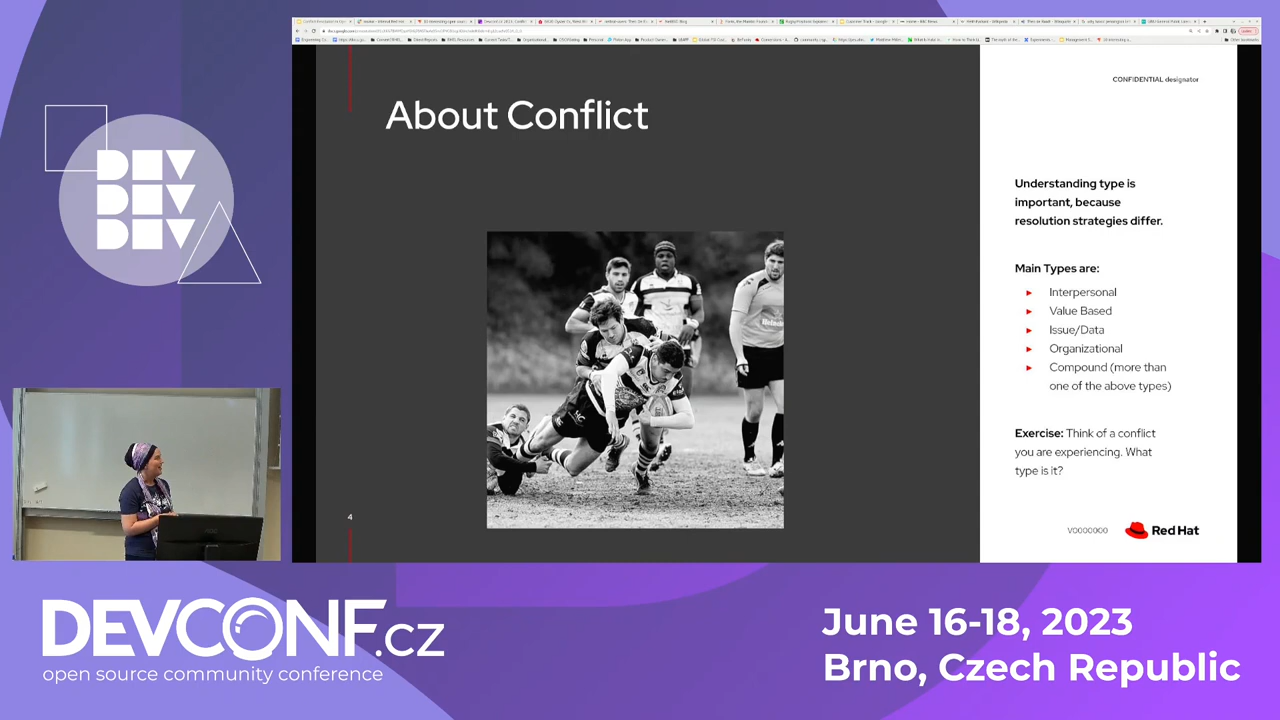 DEV
DEV
DEV
About Conflict
CONFIDENTIAL designator
Understanding type is
important, because
resolution strategies differ.
Main Types are:
Interpersonal
Value Based
Issue/Data
Organizational
Compound (more than
one of the above types)
Exercise: Think of a conflict
you are experiencing. What
type is it?
4
V0000000
Red Hat
DEVCONF.cz
open source community conference
June 16-18, 2023
Brno, Czech Republic